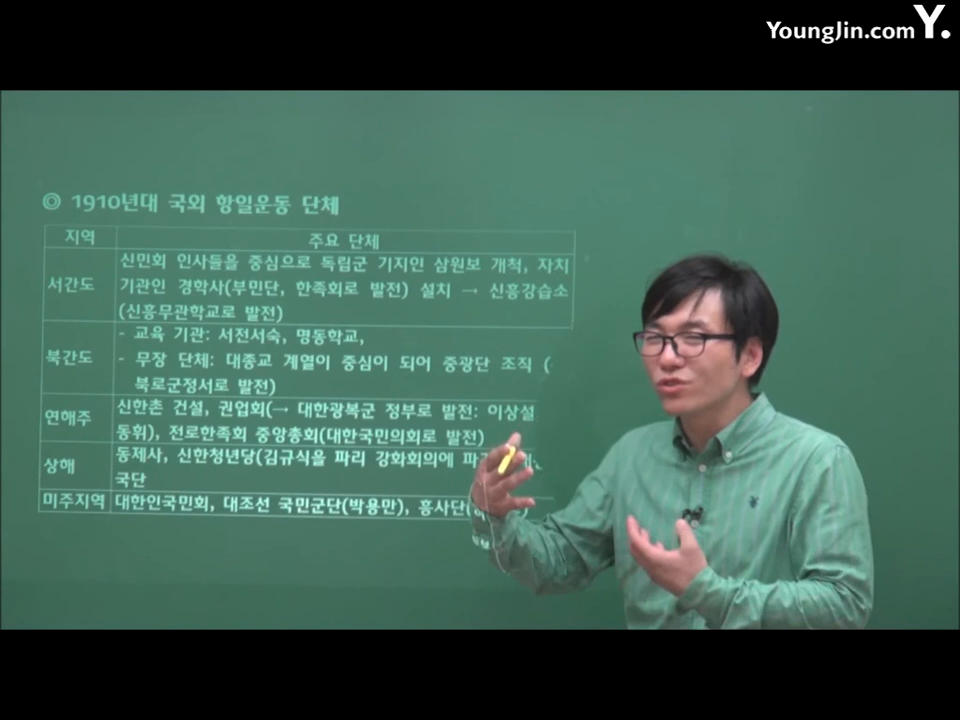 YoungJin.com Y.
◎ 1910년대 국외 항일운동 단체
지역 주요 단체
서간도 신민회 인사들을 중심으로 독립군 기지인 삼원보 개척, 자치
기관인 경학사(부민단, 한족회로 발전) 설치 → 신흥강습소
(신흥무관학교로 발전)
북간도 - 교육 기관: 서전서숙, 명동학교,
- 무장 단체: 대종교 계열이 중심이 되어 중광단 조직 (
북로군정서로 발전)
연해주 신한촌 건설, 권업회(→ 대한광복군 정부로 발전: 이상설
동휘), 전로한족회 중앙총회(대한국민의회로 발전)
상해 동제사, 신한청년당(김규식을 파리 강화회의에
국단
미주지역 대한인국민회, 대조선 국민군단(박용만), 흥사단(